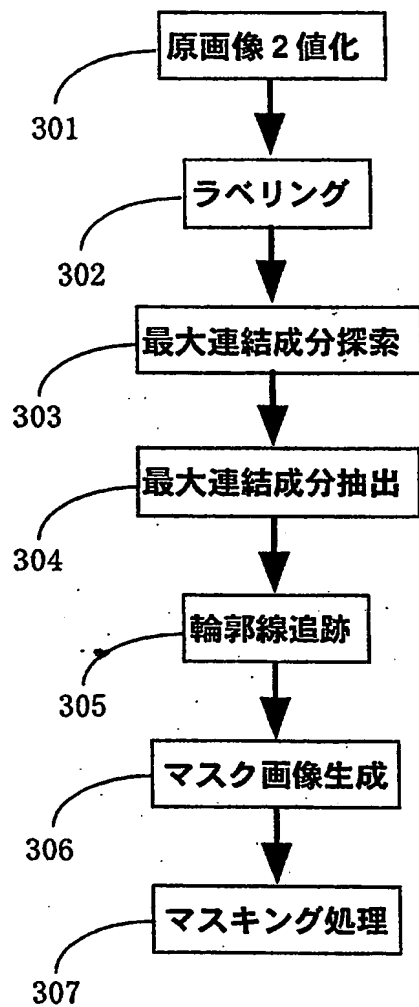 原画像2値化
301
ラベリング
302
最大連結成分探索
303
最大連結成分抽出
304
輪郭線追跡
305
マスク画像生成
306
マスキング処理
307